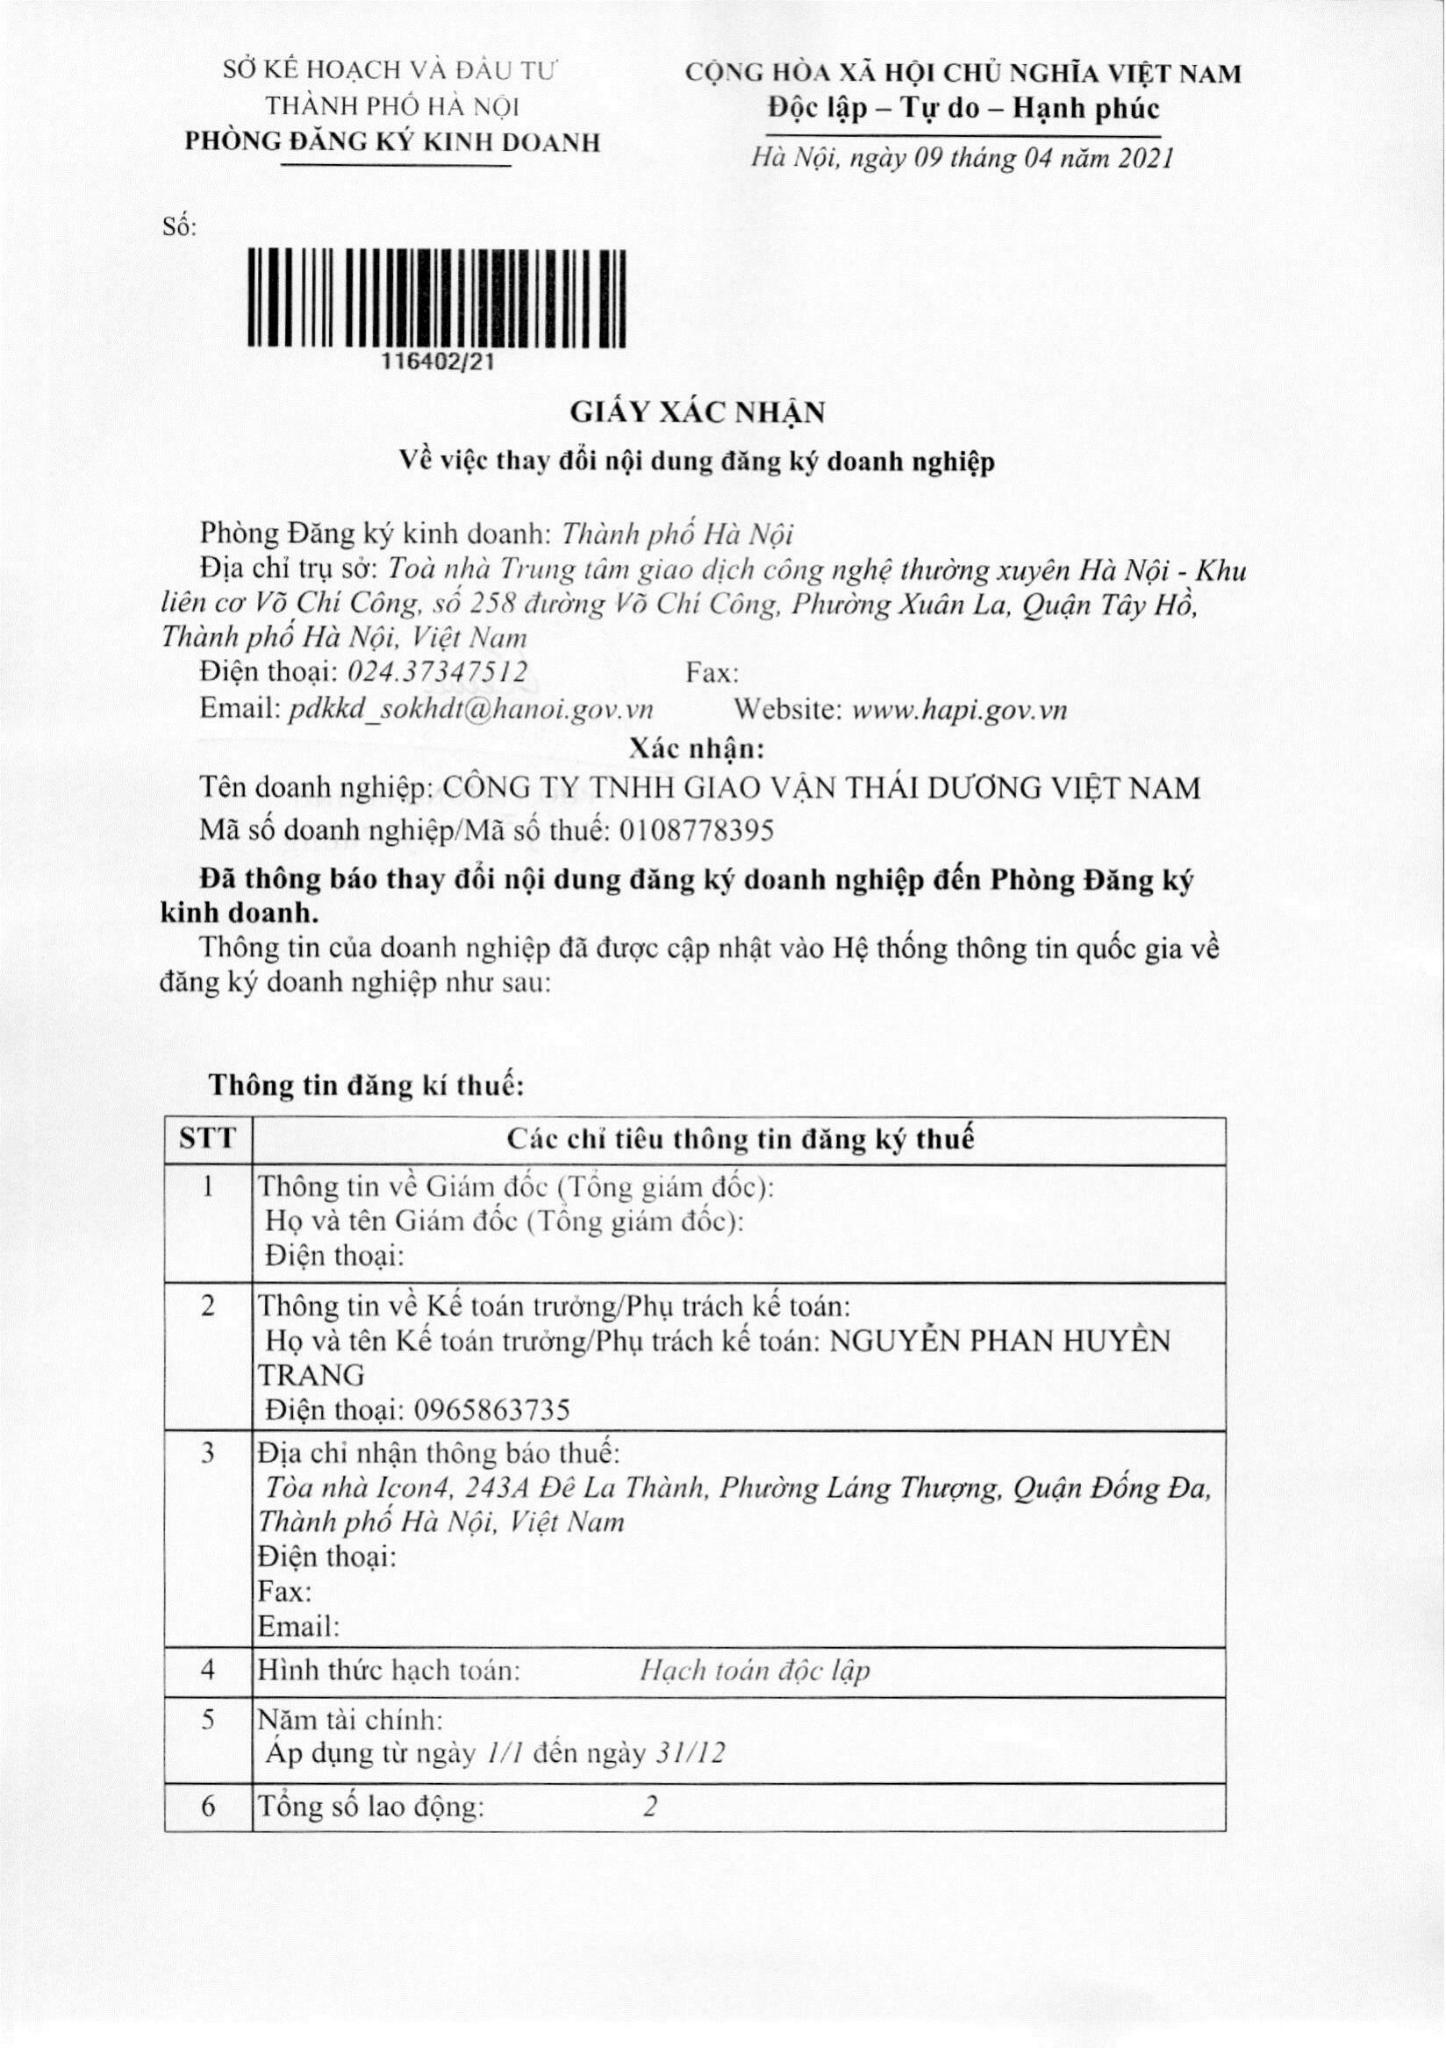 SỞ KẾ HOẠCH VÀ ĐẦU TƯ
THÀNH PHỐ HÀ NỘI
PHÒNG ĐĂNG KÝ KINH DOANH
CỘNG HÒA XÃ HỘI CHỦ NGHĨA VIỆT NAM
Độc lập – Tự do – Hạnh phúc
Hà Nội, ngày 09 tháng 04 năm 2021
Số:
116402/21
GIẤY XÁC NHẬN
Về việc thay đổi nội dung đăng ký doanh nghiệp
Phòng Đăng ký kinh doanh: Thành phố Hà Nội
Địa chỉ trụ sở: Toà nhà Trung tâm giao dịch công nghệ thường xuyên Hà Nội - Khu
liên cơ Võ Chí Công, số 258 đường Võ Chí Công, Phường Xuân La, Quận Tây Hồ,
Thành phố Hà Nội, Việt Nam
Điện thoại: 024.37347512 Fax:
Email: pdkkd_sokhdt@hanoi.gov.vn Website: www.hapi.gov.vn
Xác nhận:
Tên doanh nghiệp: CÔNG TY TNHH GIAO VẬN THÁI DƯƠNG VIỆT NAM
Mã số doanh nghiệp/Mã số thuế: 0108778395
Đã thông báo thay đổi nội dung đăng ký doanh nghiệp đến Phòng Đăng ký
kinh doanh.
Thông tin của doanh nghiệp đã được cập nhật vào Hệ thống thông tin quốc gia về
đăng ký doanh nghiệp như sau:
Thông tin đăng kí thuế:
STT Các chỉ tiêu thông tin đăng ký thuế
1 Thông tin về Giám đốc (Tổng giám đốc):
Họ và tên Giám đốc (Tổng giám đốc):
Điện thoại:
2 Thông tin về Kế toán trưởng/Phụ trách kế toán:
Họ và tên Kế toán trưởng/Phụ trách kế toán: NGUYỄN PHAN HUYỀN
TRANG
Điện thoại: 0965863735
3 Địa chỉ nhận thông báo thuế:
Tòa nhà Icon4, 243A Đê La Thành, Phường Láng Thượng, Quận Đống Đa,
Thành phố Hà Nội, Việt Nam
Điện thoại:
Fax:
Email:
4 Hình thức hạch toán: Hạch toán độc lập
5 Năm tài chính:
Áp dụng từ ngày 1/1 đến ngày 31/12
6 Tổng số lao động: 2